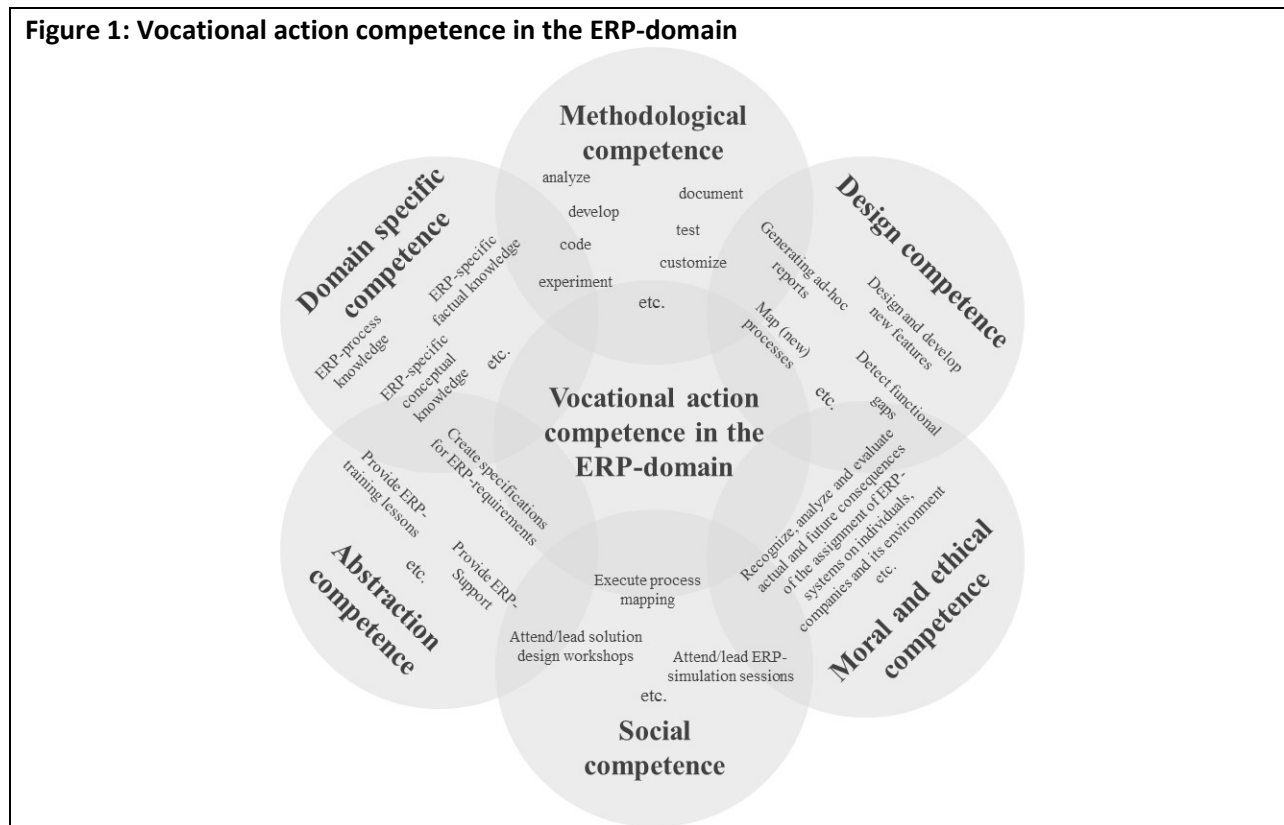 Figure 1: Vocational action competence in the ERP-domain
Methodological
competence
analyze
document
develop
test
code
customize
experiment
etc.
Domain specific
competence
ERP-specific
factual knowledge
ERP-process
knowledge
ERP-specific
conceptual
knowledge
etc.
Design competence
Generating ad-hoc
reports
Design and develop
new features
Map (new)
processes
Detect functional
gaps
etc.
Vocational action
competence in the
ERP-domain
Create specifications
for ERP-requirements
Provide ERP-
training lessons
Provide ERP-
Support
etc.
Abstraction
competence
Recognize, analyze and evaluate
actual and future consequences
of the assignment of ERP-
systems on individuals,
companies and its environment
etc.
Moral and ethical
competence
Execute process
mapping
Attend/lead solution
design workshops
Attend/lead ERP-
simulation sessions
etc.
Social
competence